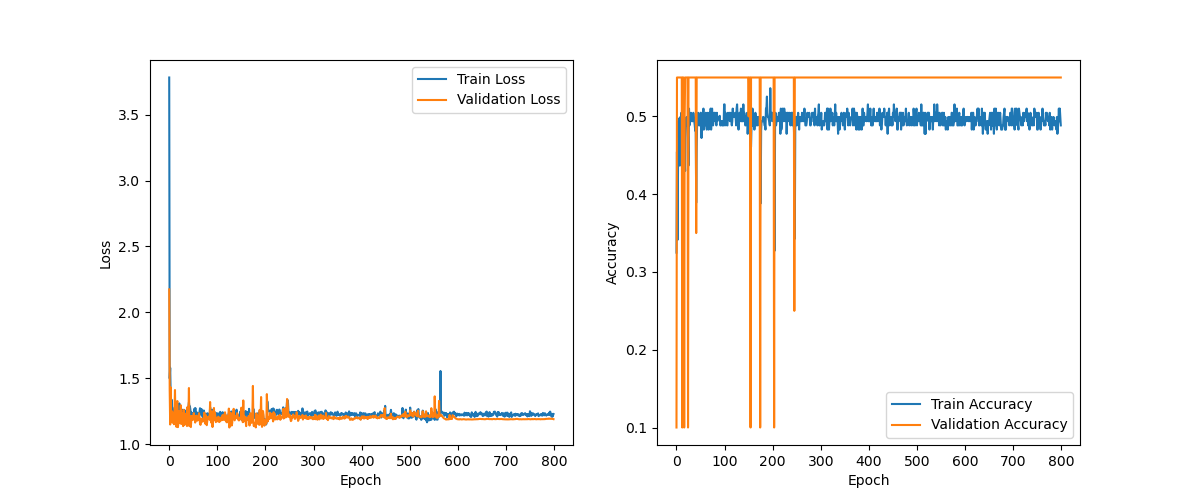 Train Loss
Validation Loss
3.5
3.0
2.5
2.0
1.5
1.0
Loss
0 100 200 300 400 500 600 700 800
Epoch
0.5
0.4
0.3
0.2
0.1
Accuracy
Train Accuracy
Validation Accuracy
0 100 200 300 400 500 600 700 800
Epoch